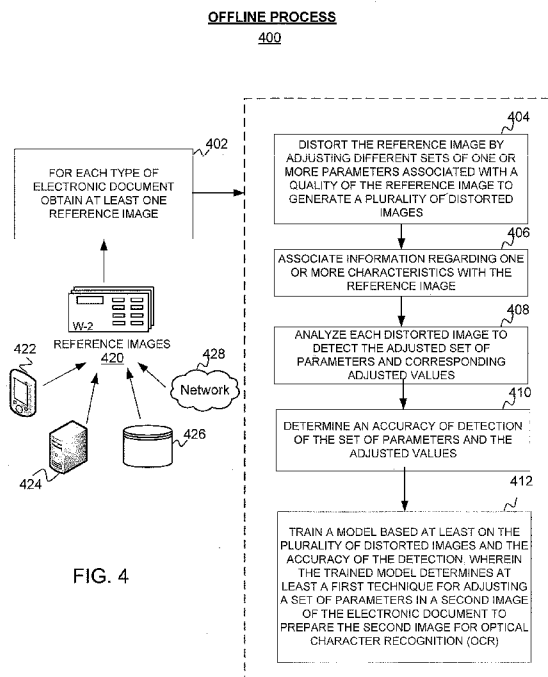 OFFLINE PROCESS
400
402
FOR EACH TYPE OF
ELECTRONIC DOCUMENT
OBTAIN AT LEAST ONE
REFERENCE IMAGE
W-2
REFERENCE IMAGES
420
422
424
426
428
Network
FIG. 4
404
DISTORT THE REFERENCE IMAGE BY
ADJUSTING DIFFERENT SETS OF ONE OR
MORE PARAMETERS ASSOCIATED WITH A
QUALITY OF THE REFERENCE IMAGE TO
GENERATE A PLURALITY OF DISTORTED
IMAGES
406
ASSOCIATE INFORMATION REGARDING ONE
OR MORE CHARACTERISTICS WITH THE
REFERENCE IMAGE
408
ANALYZE EACH DISTORTED IMAGE TO
DETECT THE ADJUSTED SET OF
PARAMETERS AND CORRESPONDING
ADJUSTED VALUES
410
DETERMINE AN ACCURACY OF DETECTION
OF THE SET OF PARAMETERS AND THE
ADJUSTED VALUES
412
TRAIN A MODEL BASED AT LEAST ON THE
PLURALITY OF DISTORTED IMAGES AND THE
ACCURACY OF THE DETECTION, WHEREIN
THE TRAINED MODEL DETERMINES AT
LEAST A FIRST TECHNIQUE FOR ADJUSTING
A SET OF PARAMETERS IN A SECOND IMAGE
OF THE ELECTRONIC DOCUMENT TO
PREPARE THE SECOND IMAGE FOR OPTICAL
CHARACTER RECOGNITION (OCR)